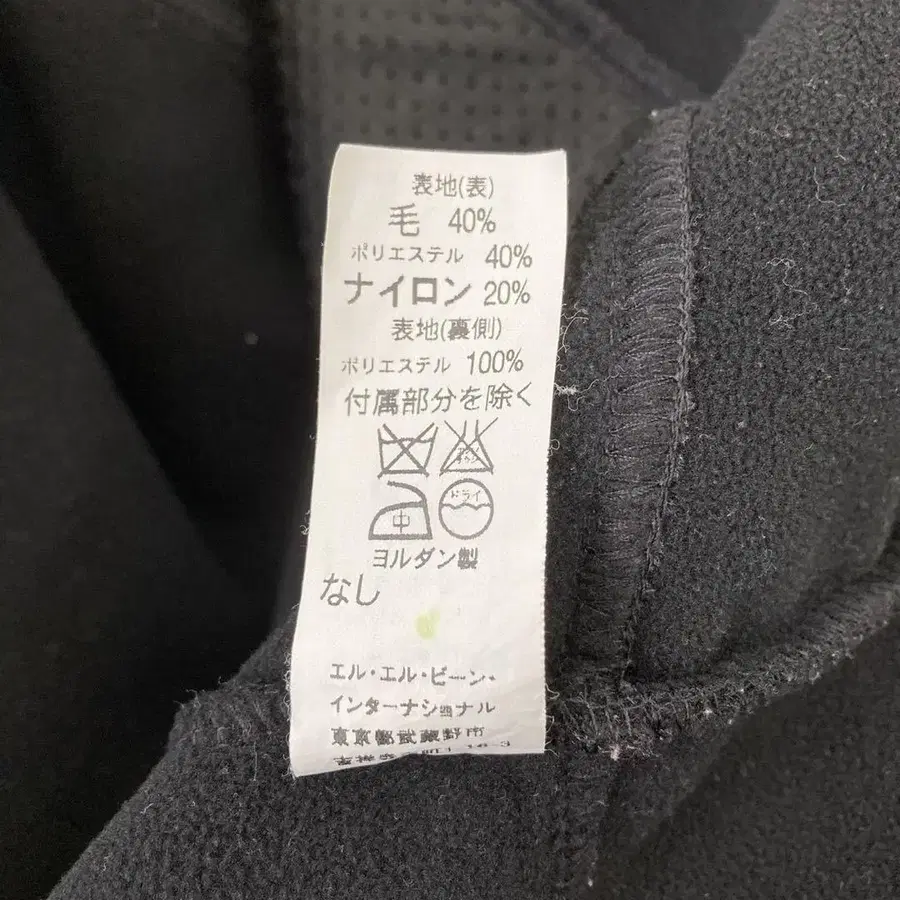 表地(表)
毛 40%
ポリエステル 40%
ナイロン 20%
表地(裏側)
ポリエステル 100%
付属部分を除く
中
ドライ
ヨルダン製
なし
エル・エル・ビーン・
インターナショナル
東京都武蔵野市